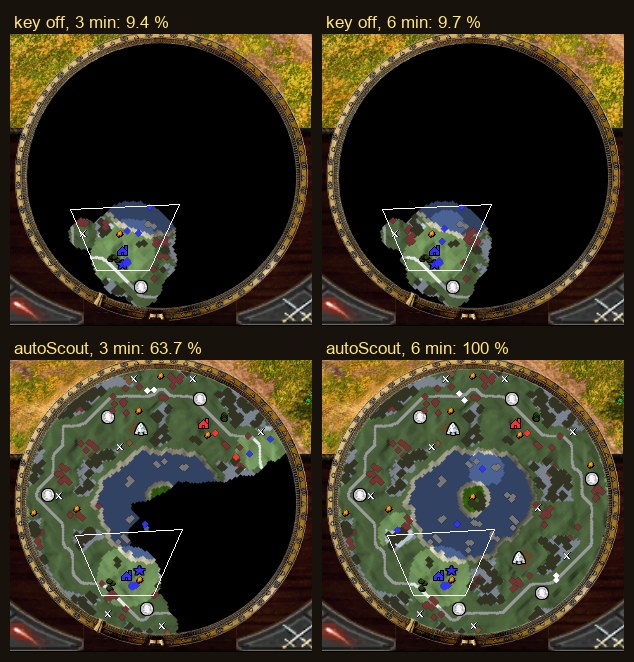 key off, 3 min: 9.4 %
key off, 6 min: 9.7 %
autoScout, 3 min: 63.7 %
autoScout, 6 min: 100 %